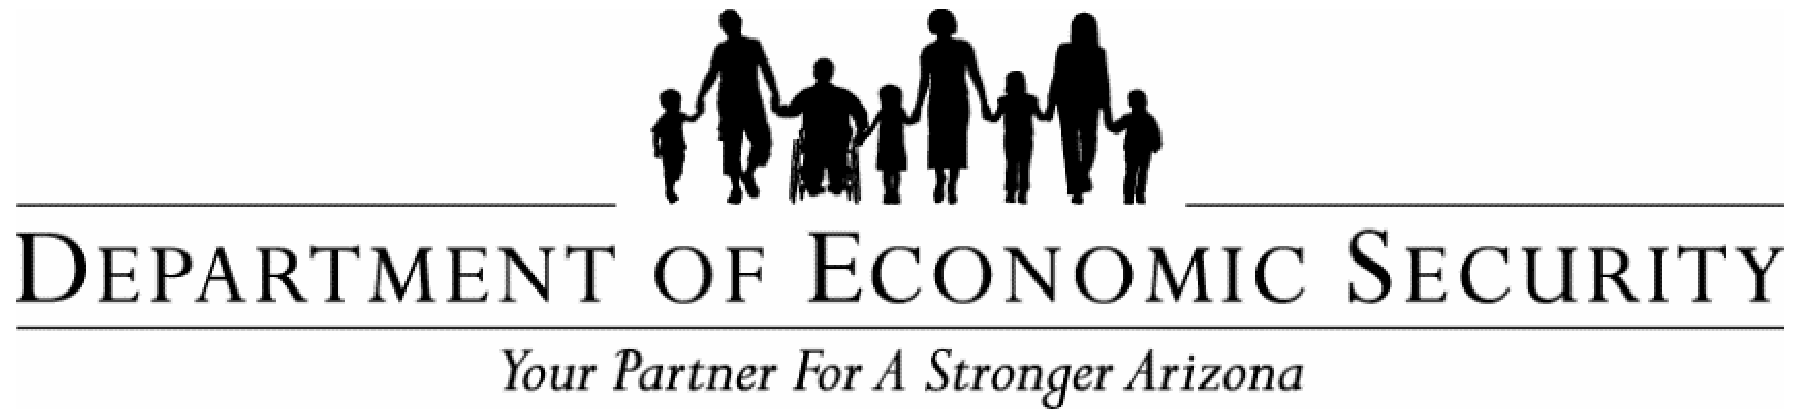 DEPARTMENT OF ECONOMIC SECURITY
Your Partner For A Stronger Arizona